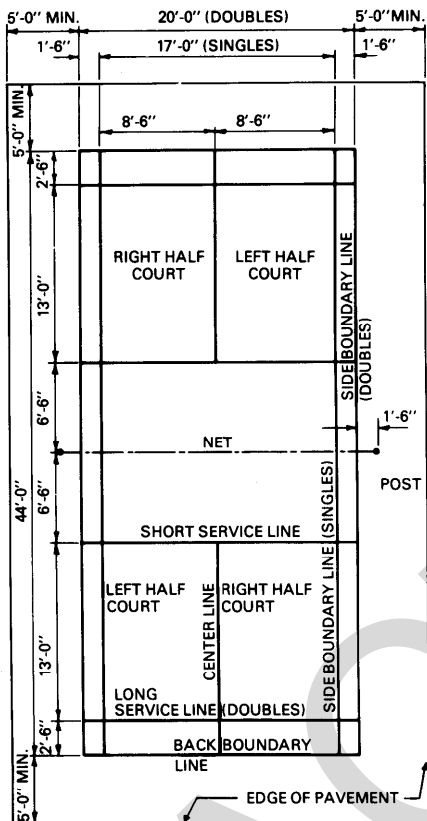 5'-0" MIN. 20'-0" (DOUBLES) 5'-0" MIN.
1'-6" 17'-0" (SINGLES) 1'-6"
8'-6" 8'-6"
5'-0" MIN.
2'-6"
RIGHT HALF
COURT
LEFT HALF
COURT
13'-0"
SIDE BOUNDARY LINE
(DOUBLES)
6'-6"
1'-6"
NET
POST
44'-0"
6'-6"
SHORT SERVICE LINE
LEFT HALF
COURT
CENTER LINE
RIGHT HALF
COURT
SIDE BOUNDARY LINE (SINGLES)
13'-0"
LONG
SERVICE LINE (DOUBLES)
2'-6"
BACK BOUNDARY
LINE
5'-0" MIN.
EDGE OF PAVEMENT